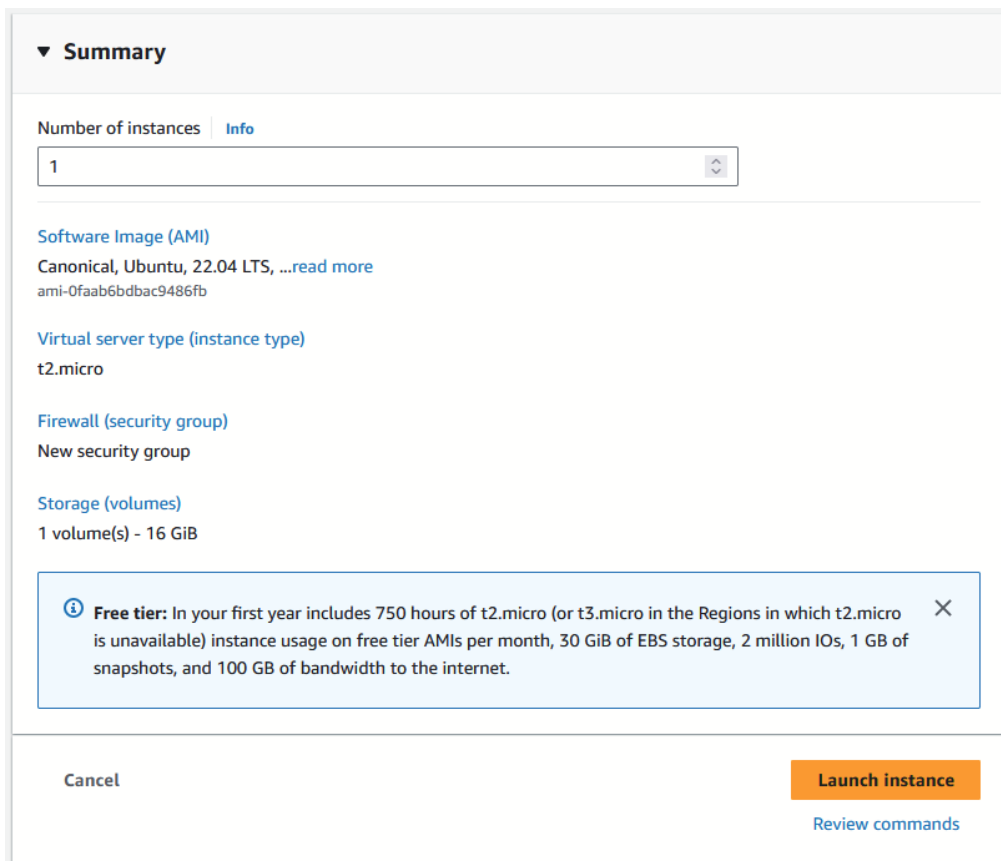 Summary
Number of instances Info
1
Software Image (AMI)
Canonical, Ubuntu, 22.04 LTS, ...read more
ami-0faab6bdbac9486fb
Virtual server type (instance type)
t2.micro
Firewall (security group)
New security group
Storage (volumes)
1 volume(s) - 16 GiB
Free tier: In your first year includes 750 hours of t2.micro (or t3.micro in the Regions in which t2.micro
is unavailable) instance usage on free tier AMIs per month, 30 GiB of EBS storage, 2 million IOs, 1 GB of
snapshots, and 100 GB of bandwidth to the internet.
Cancel
Launch instance
Review commands